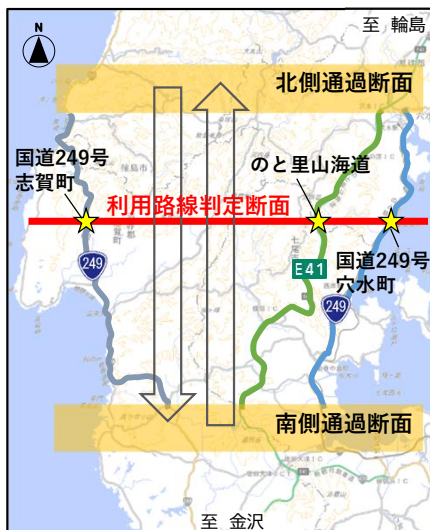 N
至 輪島
北側通過断面
国道249号
志賀町
のと里山海道
利用路線判定断面
249
E41
国道249号
穴水町
249
南側通過断面
至 金沢